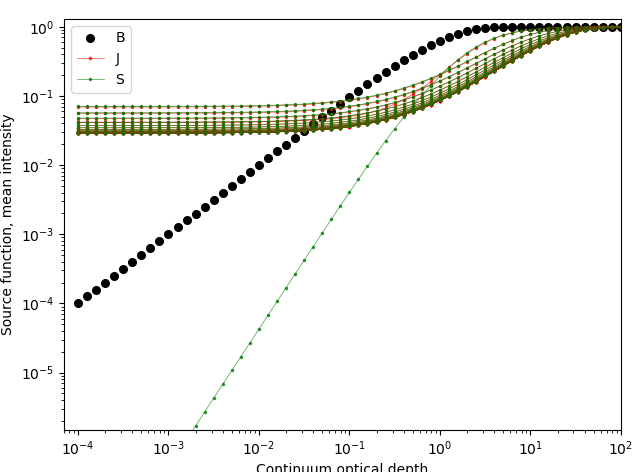 Source function, mean intensity
10⁰
10⁻¹
10⁻²
10⁻³
10⁻⁴
10⁻⁵
B
J
S
10⁻⁴ 10⁻³ 10⁻² 10⁻¹ 10⁰ 10¹ 10²
Continuum optical depth